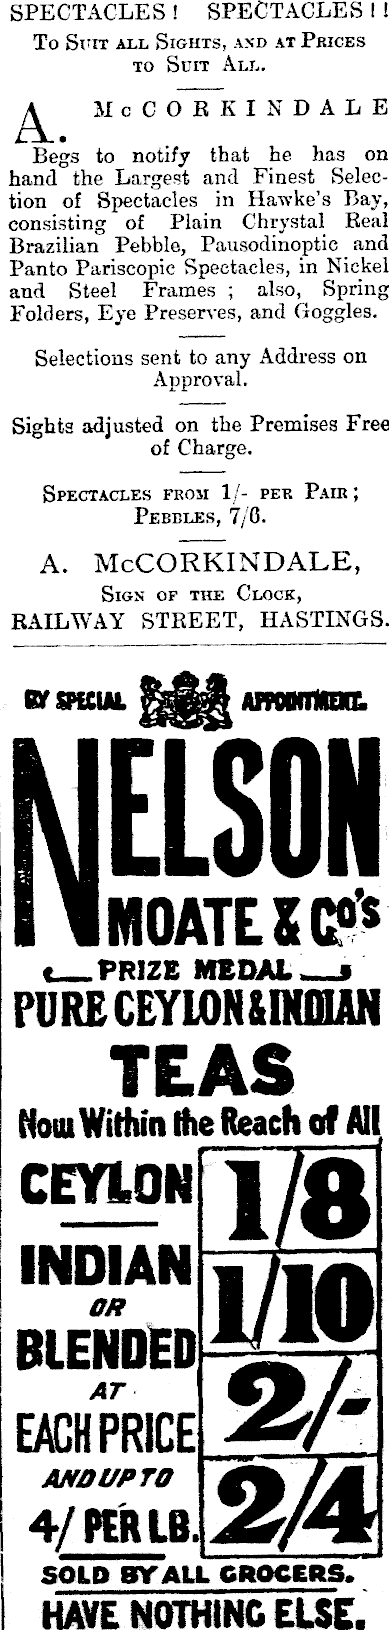 SPECTACLES! SPECTACLES!!
To Suit all Sights, and at Prices
to Suit All.
A. McCORKINDALE
Begs to notify that he has on
hand the Largest and Finest Selec-
tion of Spectacles in Hawke's Bay,
consisting of Plain Chrystal Real
Brazilian Pebble, Pausodinoptic and
Panto Pariscopic Spectacles, in Nickel
and Steel Frames ; also, Spring
Folders, Eye Preserves, and Goggles.
Selections sent to any Address on
Approval.
Sights adjusted on the Premises Free
of Charge.
Spectacles from 1/- per Pair;
Pebbles, 7/6.
A. McCORKINDALE,
Sign of the Clock,
RAILWAY STREET, HASTINGS.
BY SPECIAL APPOINTMENT.
NELSON
MOATE & Co's
PRIZE MEDAL
PURE CEYLON & INDIAN
TEAS
Now Within the Reach of All
CEYLON 1/8
INDIAN 1/10
OR
BLENDED 2/-
AT
EACH PRICE
AND UP TO 2/4
4/ PER LB.
SOLD BY ALL GROCERS.
HAVE NOTHING ELSE.